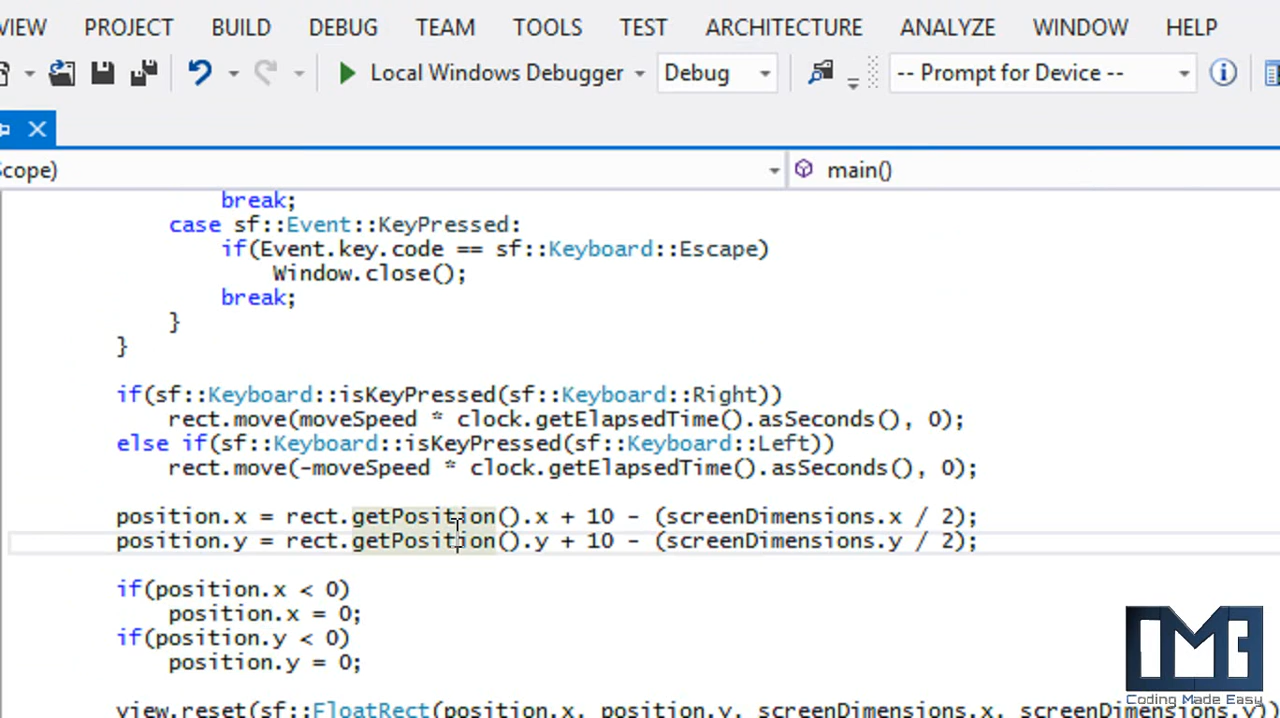 VIEW PROJECT BUILD DEBUG TEAM TOOLS TEST ARCHITECTURE ANALYZE WINDOW HELP
Local Windows Debugger Debug -- Prompt for Device --
Scope) main()
break;
case sf::Event::KeyPressed:
if(Event.key.code == sf::Keyboard::Escape)
Window.close();
break;
}
}
if(sf::Keyboard::isKeyPressed(sf::Keyboard::Right))
rect.move(moveSpeed * clock.getElapsedTime().asSeconds(), 0);
else if(sf::Keyboard::isKeyPressed(sf::Keyboard::Left))
rect.move(-moveSpeed * clock.getElapsedTime().asSeconds(), 0);
position.x = rect.getPosition().x + 10 - (screenDimensions.x / 2);
position.y = rect.getPosition().y + 10 - (screenDimensions.y / 2);
if(position.x < 0)
position.x = 0;
if(position.y < 0)
position.y = 0;
view.reset(sf::FloatRect(position.x, position.y, screenDimensions.x, screenDimensions.y))
CME
Coding Made Easy